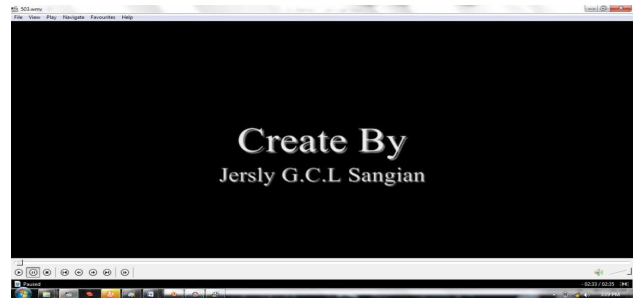 503.wmv
File View Play Navigate Favourites Help
Create By
Jersly G.C.L Sangian
Paused
- 02:33 / 02:35